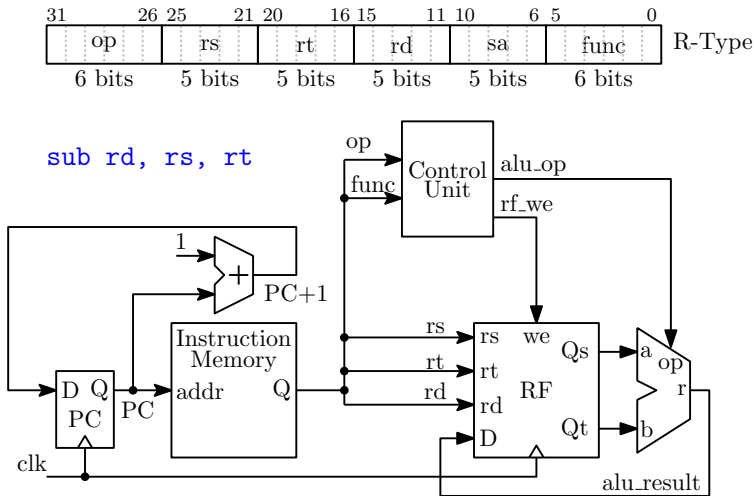 31 26 25 21 20 16 15 11 10 6 5 0
op rs rt rd sa func R-Type
6 bits 5 bits 5 bits 5 bits 5 bits 6 bits
sub rd, rs, rt
op
func
Control
Unit
alu_op
rf_we
1
+
PC+1
Instruction
Memory
addr Q
D Q
PC
PC
clk
rs
rt
rd
we
rs
rt
rd
D
RF
Qs
Qt
a
op
r
b
alu_result